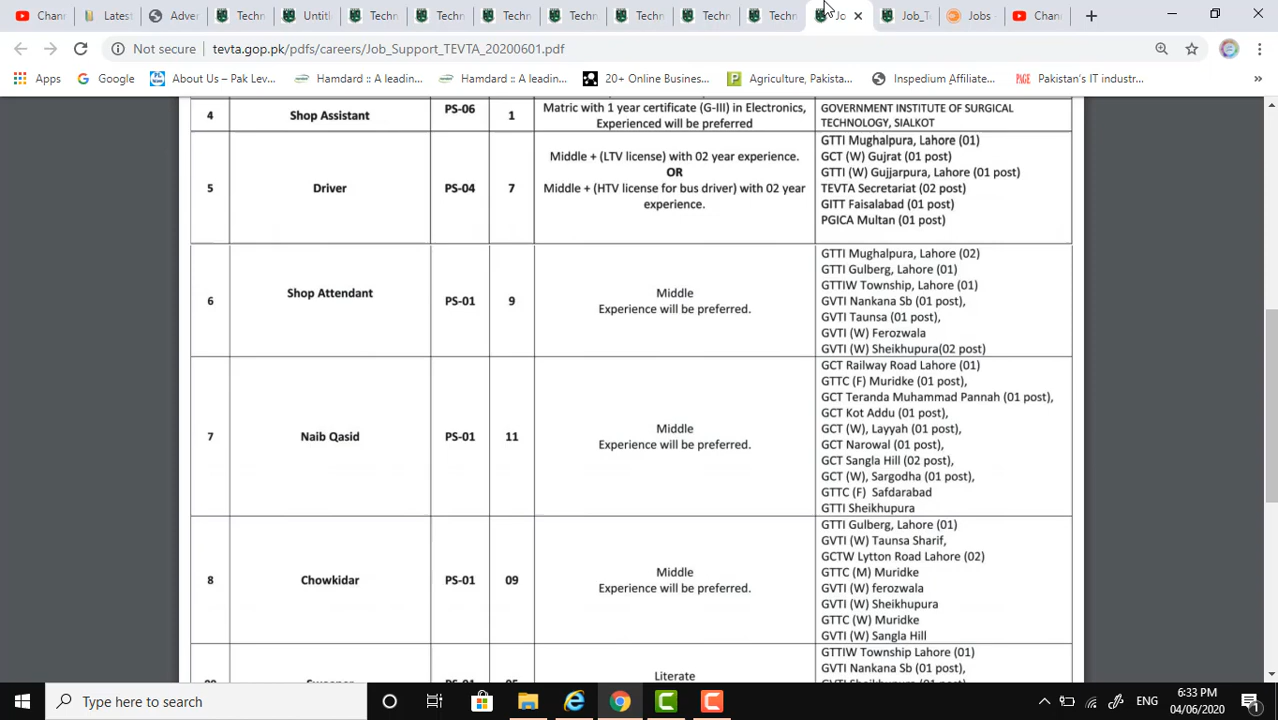 Chann
Latest
Adver
Techn
Untitl
Techn
Techn
Techn
Techn
Techn
Techn
Techn
Jo
Job_Te
Jobs
Chann
Not secure
tevta.gop.pk/pdfs/careers/Job_Support_TEVTA_20200601.pdf
Apps
Google
About Us – Pak Lev...
Hamdard :: A leadin...
Hamdard :: A leadin...
20+ Online Busines...
Agriculture, Pakista...
Inspedium Affiliate...
PAGE
Pakistan's IT industr...
»
4
Shop Assistant
PS-06
1
Matric with 1 year certificate (G-III) in Electronics,
Experienced will be preferred
GOVERNMENT INSTITUTE OF SURGICAL
TECHNOLOGY, SIALKOT
5
Driver
PS-04
7
Middle + (LTV license) with 02 year experience.
OR
Middle + (HTV license for bus driver) with 02 year
experience.
GTTI Mughalpura, Lahore (01)
GCT (W) Gujrat (01 post)
GTTI (W) Gujjarpura, Lahore (01 post)
TEVTA Secretariat (02 post)
GITT Faisalabad (01 post)
PGICA Multan (01 post)
6
Shop Attendant
PS-01
9
Middle
Experience will be preferred.
GTTI Mughalpura, Lahore (02)
GTTI Gulberg, Lahore (01)
GTTIW Township, Lahore (01)
GVTI Nankana Sb (01 post),
GVTI Taunsa (01 post),
GVTI (W) Ferozwala
GVTI (W) Sheikhupura(02 post)
7
Naib Qasid
PS-01
11
Middle
Experience will be preferred.
GCT Railway Road Lahore (01)
GTTC (F) Muridke (01 post),
GCT Teranda Muhammad Pannah (01 post),
GCT Kot Addu (01 post),
GCT (W), Layyah (01 post),
GCT Narowal (01 post),
GCT Sangla Hill (02 post),
GCT (W), Sargodha (01 post),
GTTC (F) Safdarabad
GTTI Sheikhupura
8
Chowkidar
PS-01
09
Middle
Experience will be preferred.
GTTI Gulberg, Lahore (01)
GVTI (W) Taunsa Sharif,
GCTW Lytton Road Lahore (02)
GTTC (M) Muridke
GVTI (W) ferozwala
GVTI (W) Sheikhupura
GTTC (W) Muridke
GVTI (W) Sangla Hill
Literate
GTTIW Township Lahore (01)
GVTI Nankana Sb (01 post),
Type here to search
ENG
6:33 PM
04/06/2020
1